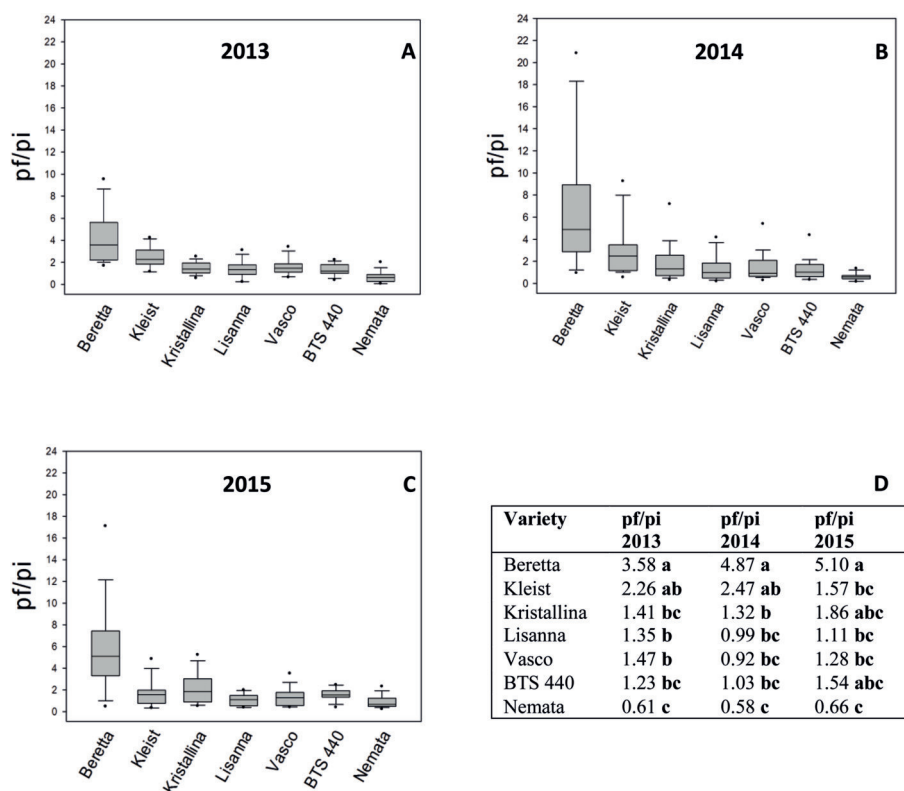 2013
A
pf/pi
24
22
20
18
16
14
12
10
8
6
4
2
0
Beretta
Kleist
Kristallina
Lisanna
Vasco
BTS 440
Nemata
2014
B
pf/pi
24
22
20
18
16
14
12
10
8
6
4
2
0
Beretta
Kleist
Kristallina
Lisanna
Vasco
BTS 440
Nemata
2015
C
pf/pi
24
22
20
18
16
14
12
10
8
6
4
2
0
Beretta
Kleist
Kristallina
Lisanna
Vasco
BTS 440
Nemata
D
Variety pf/pi pf/pi pf/pi
2013 2014 2015
Beretta 3.58 a 4.87 a 5.10 a
Kleist 2.26 ab 2.47 ab 1.57 bc
Kristallina 1.41 bc 1.32 b 1.86 abc
Lisanna 1.35 b 0.99 bc 1.11 bc
Vasco 1.47 b 0.92 bc 1.28 bc
BTS 440 1.23 bc 1.03 bc 1.54 abc
Nemata 0.61 c 0.58 c 0.66 c